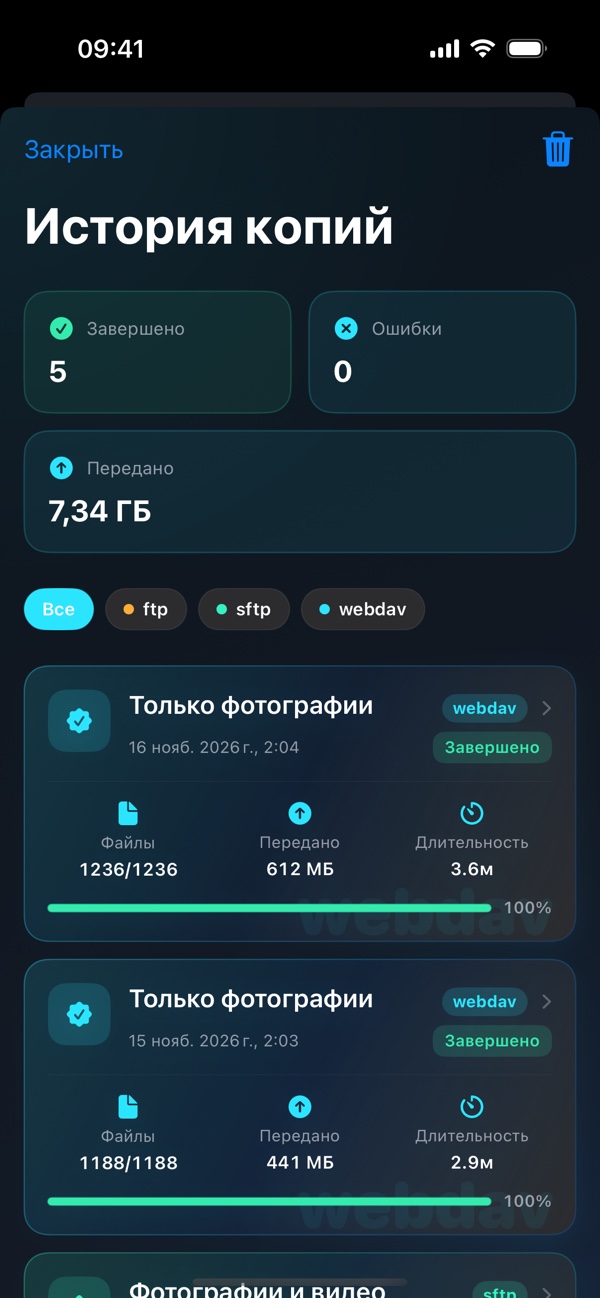 09:41
Закрыть
История копий
Завершено
5
Ошибки
0
Передано
7,34 ГБ
Все
ftp
sftp
webdav
Только фотографии
webdav
16 нояб. 2026 г., 2:04
Завершено
Файлы
Передано
Длительность
1236/1236
612 МБ
3.6м
webdav
100%
Только фотографии
webdav
15 нояб. 2026 г., 2:03
Завершено
Файлы
Передано
Длительность
1188/1188
441 МБ
2.9м
webdav
100%
Фотографии и видео
sftp